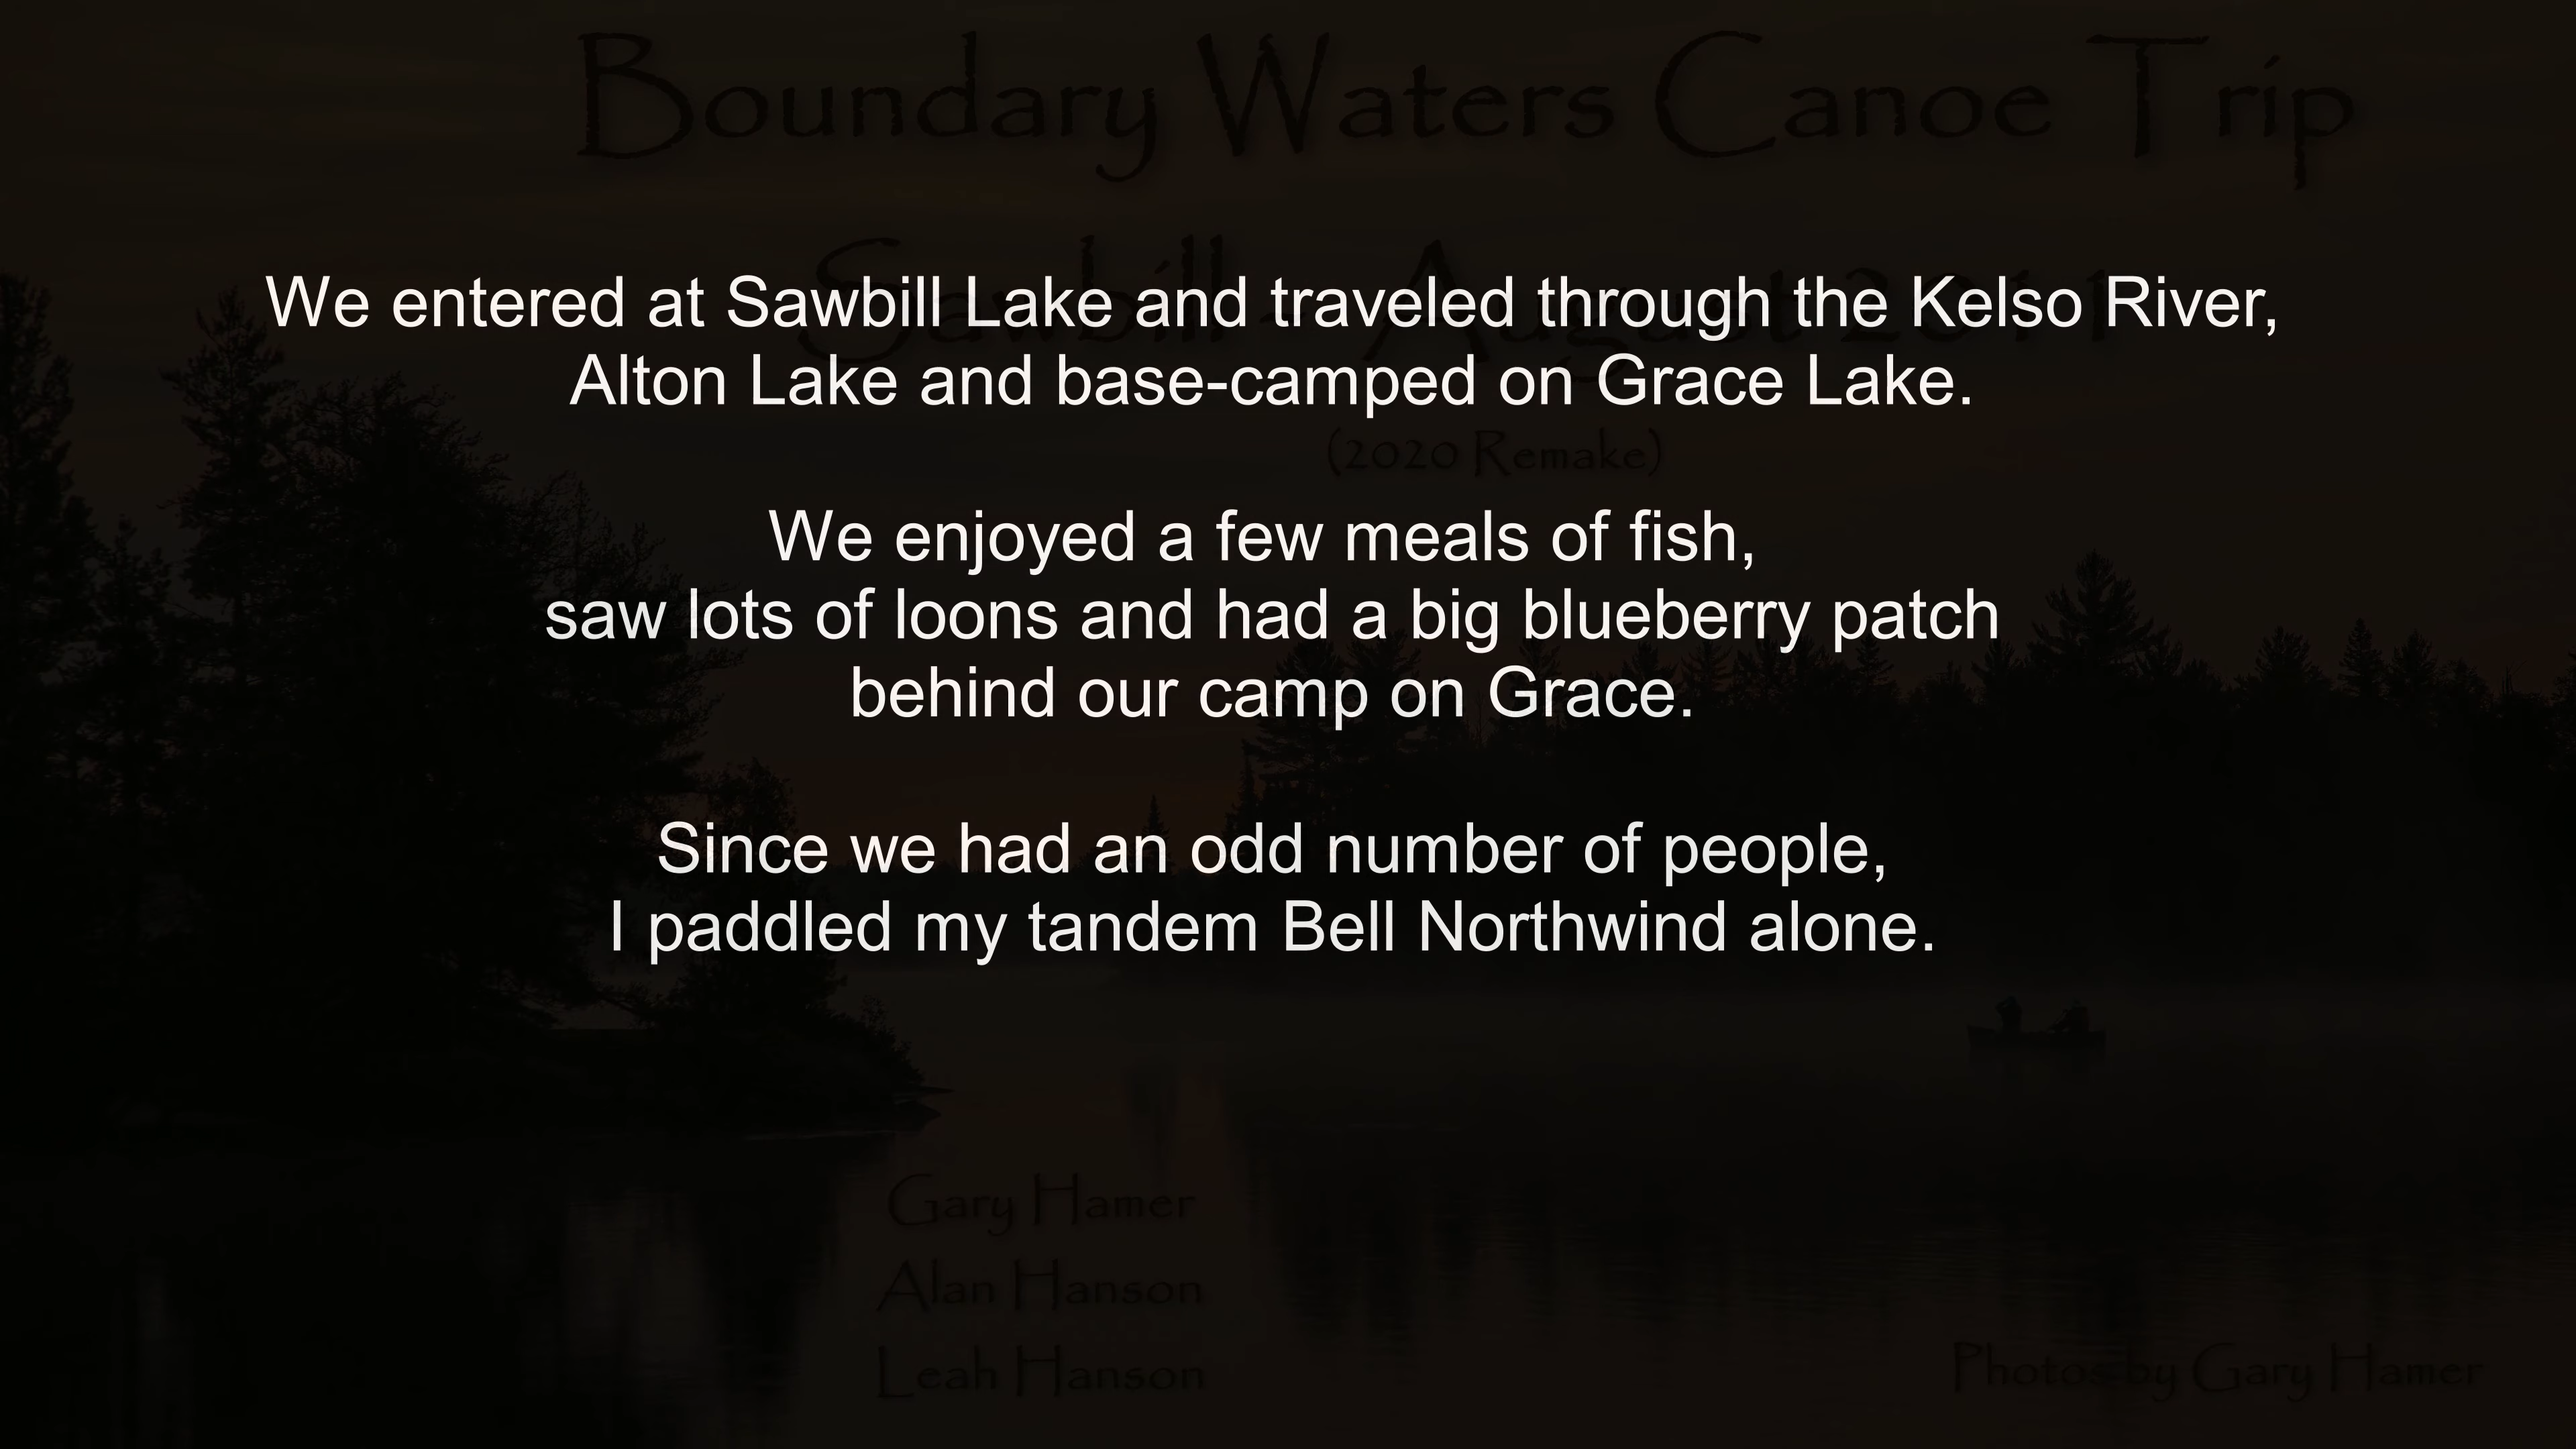 Boundary Waters Canoe Trip
Sawbill - August 2011
We entered at Sawbill Lake and traveled through the Kelso River,
Alton Lake and base-camped on Grace Lake.
(2020 Remake)
We enjoyed a few meals of fish,
saw lots of loons and had a big blueberry patch
behind our camp on Grace.
Since we had an odd number of people,
I paddled my tandem Bell Northwind alone.
Gary Hamer
Alan Hanson
Leah Hanson
Photos by Gary Hamer